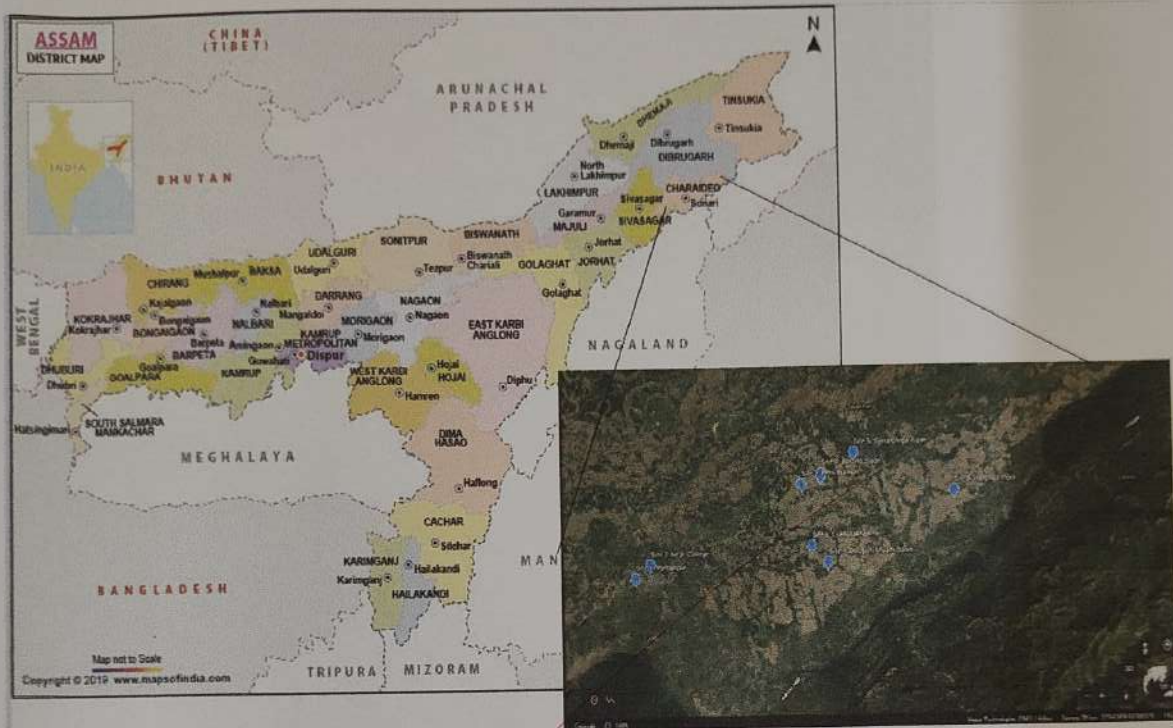 ASSAM
DISTRICT MAP
CHINA
(TIBET)
N
ARUNACHAL
PRADESH
INDIA
BHUTAN
DHEMAJI
Dhemaji
TINSUKIA
Tinsukia
Dibrugarh
DIBRUGARH
North
Lakhimpur
LAKHIMPUR
CHARAIDEO
Sonari
Sivasagar
SIVASAGAR
Garamur
MAJULI
Jorhat
JORHAT
BISWANATH
Biswanath
Chariali
SONITPUR
Tezpur
UDALGURI
Udalguri
GOLAGHAT
Golaghat
CHIRANG
Kajalgaon
Mushalpur
BAKSA
Nalbari
NALBARI
DARRANG
Mangaldoi
NAGAON
Nagaon
MORIGAON
Morigaon
EAST KARBI
ANGLONG
Diphu
NAGALAND
WEST
BENGAL
KOKRAJHAR
Kokrajhar
Bongaigaon
BONGAIGAON
Barpeta
BARPETA
Amingaon
KAMRUP
METROPOLITAN
Guwahati
Dispur
KAMRUP
Goalpara
GOALPARA
DHUBURI
Dhubri
WEST KARBI
ANGLONG
Hamren
Hojai
HOJAI
Hatsingimari
SOUTH SALMARA
MANKACHAR
MEGHALAYA
DIMA
HASAO
Haflong
CACHAR
Silchar
MAN
KARIMGANJ
Karimganj
Hailakandi
HAILAKANDI
BANGLADESH
TRIPURA
MIZORAM
Map not to Scale
Copyright © 2019 www.mapsofindia.com